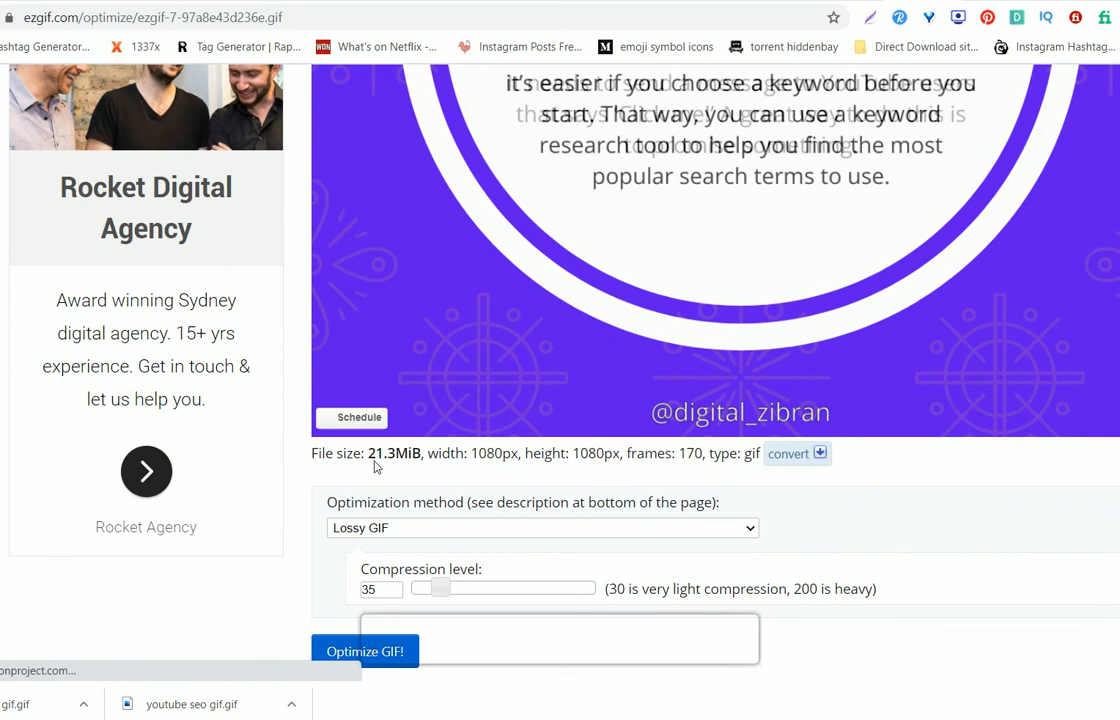 ezgif.com/optimize/ezgif-7-97a8e43d236e.gif
ashtag Generator...
1337x
Tag Generator | Rap...
What's on Netflix -...
Instagram Posts Fre...
emoji symbol icons
torrent hiddenbay
Direct Download sit...
Instagram Hashtag...
it's easier if you choose a keyword before you
start. That way, you can use a keyword
research tool to help you find the most
popular search terms to use.
Rocket Digital
Agency
Award winning Sydney
digital agency. 15+ yrs
experience. Get in touch &
let us help you.
Rocket Agency
@digital_zibran
Schedule
File size: 21.3MiB, width: 1080px, height: 1080px, frames: 170, type: gif convert
Optimization method (see description at bottom of the page):
Lossy GIF
Compression level:
35 (30 is very light compression, 200 is heavy)
Optimize GIF!
onproject.com...
gif.gif
youtube seo gif.gif